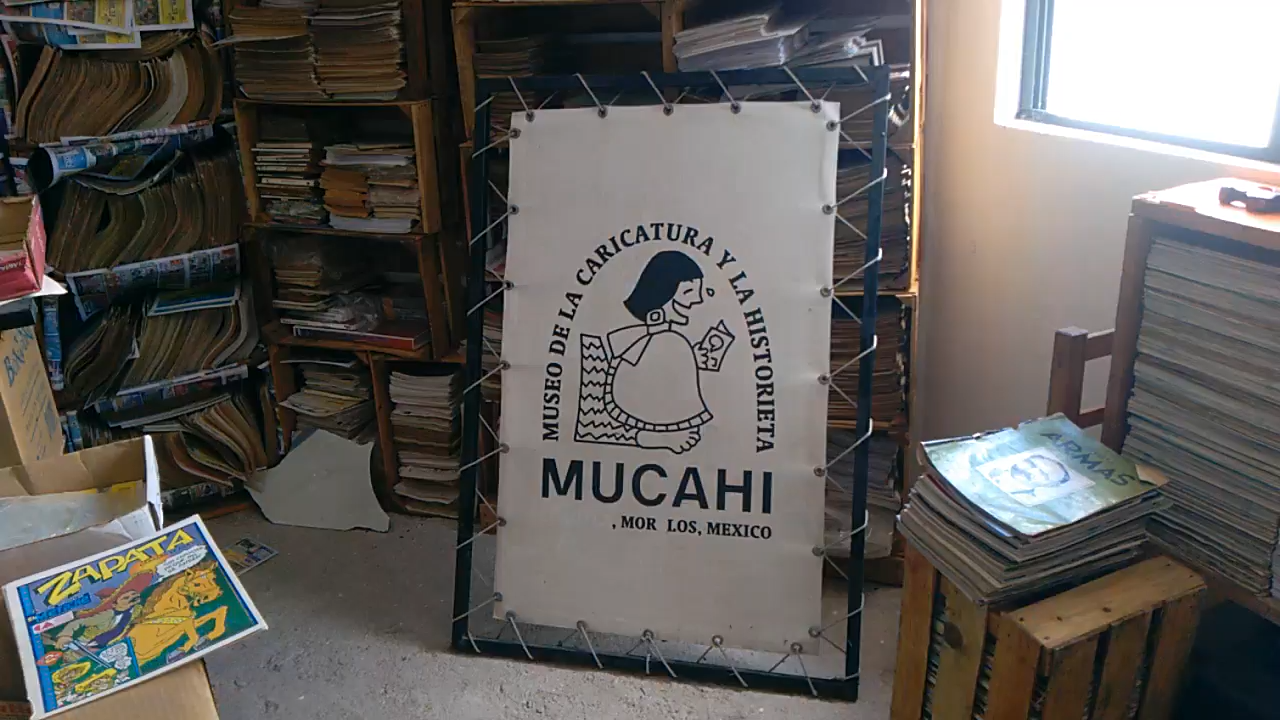 MUSEO DE LA CARICATURA Y LA HISTORIETA
MUCAHI
, MOR LOS, MEXICO
ZAPATA
ARMAS